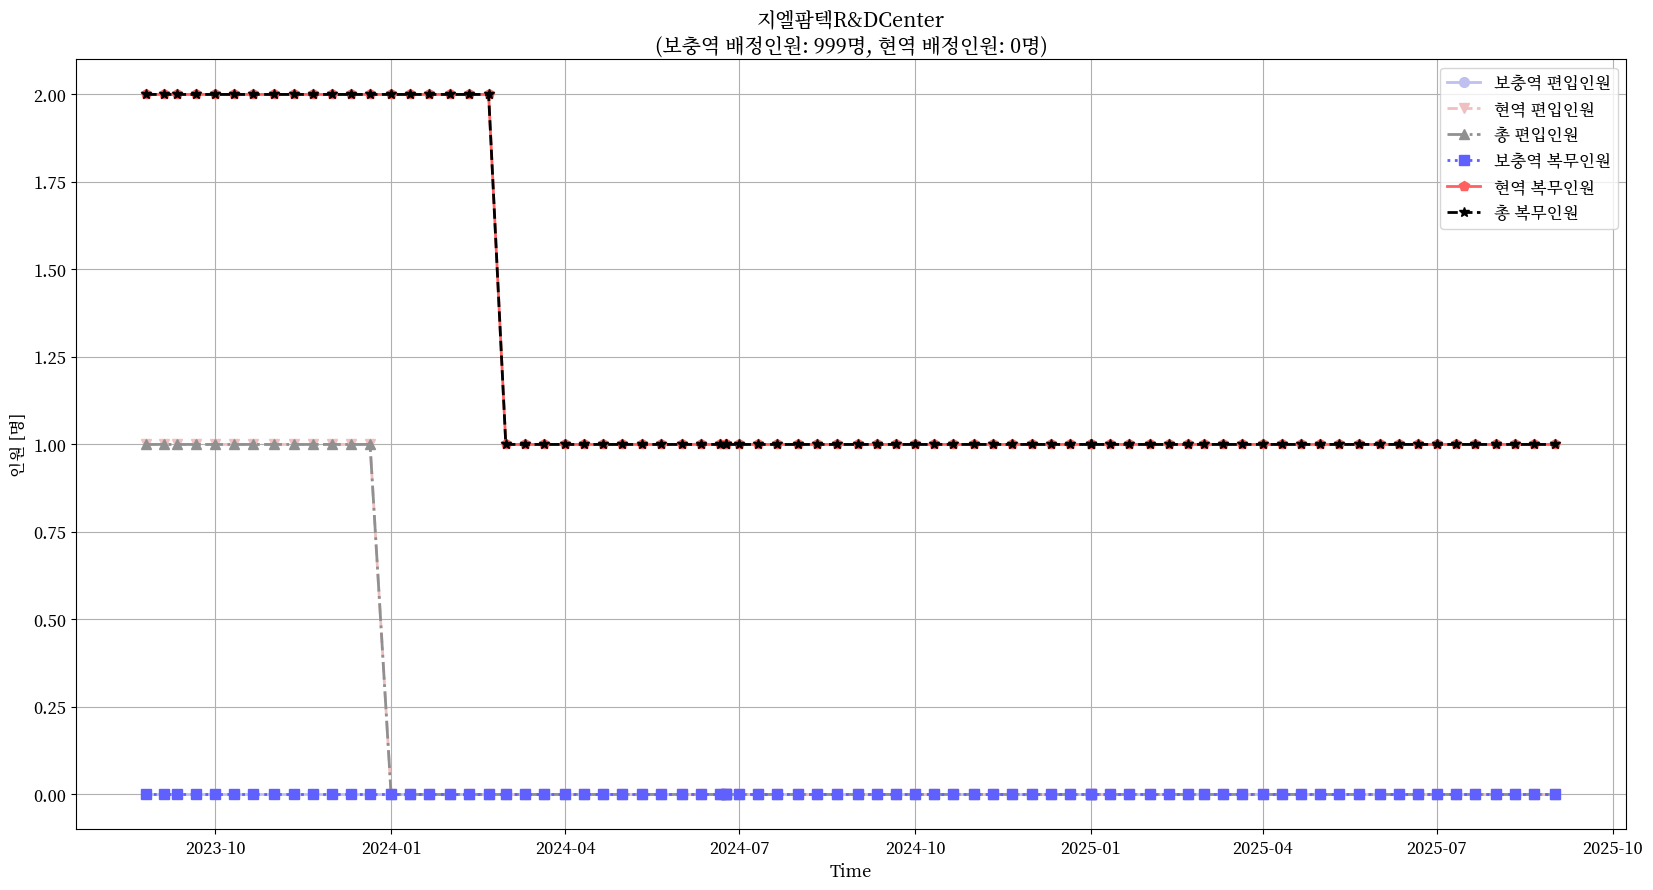 지엘팜텍R&DCenter
(보충역 배정인원: 999명, 현역 배정인원: 0명)
보충역 편입인원
현역 편입인원
총 편입인원
보충역 복무인원
현역 복무인원
총 복무인원
2.00
1.75
1.50
1.25
1.00
0.75
0.50
0.25
0.00
인원 [명]
2023-10
2024-01
2024-04
2024-07
2024-10
2025-01
2025-04
2025-07
2025-10
Time